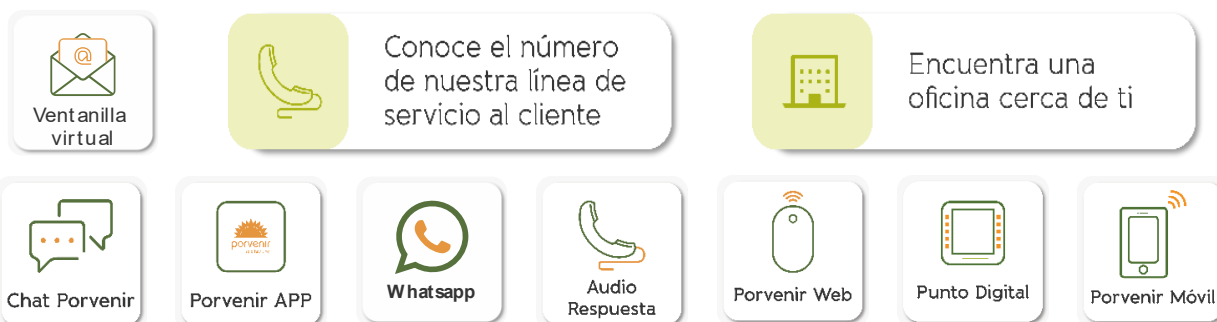 @
Ventanilla
virtual
Conoce el número
de nuestra línea de
servicio al cliente
Encuentra una
oficina cerca de ti
Chat Porvenir
porvenir
Porvenir APP
Whatsapp
Audio
Respuesta
Porvenir Web
Punto Digital
Porvenir Móvil